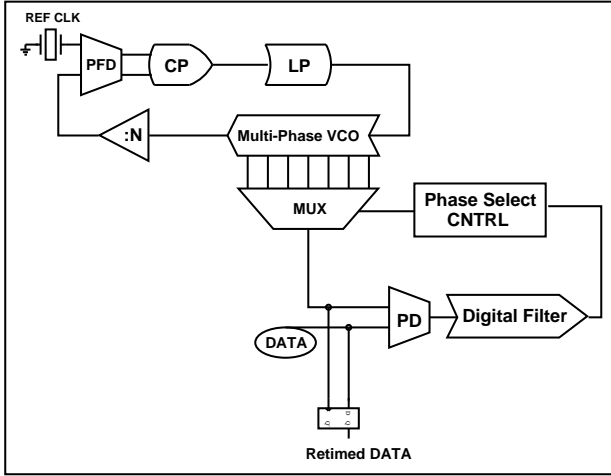 REF CLK
PFD
CP
LP
:N
Multi-Phase VCO
MUX
Phase Select
CNTRL
PD
Digital Filter
DATA
Retimed DATA